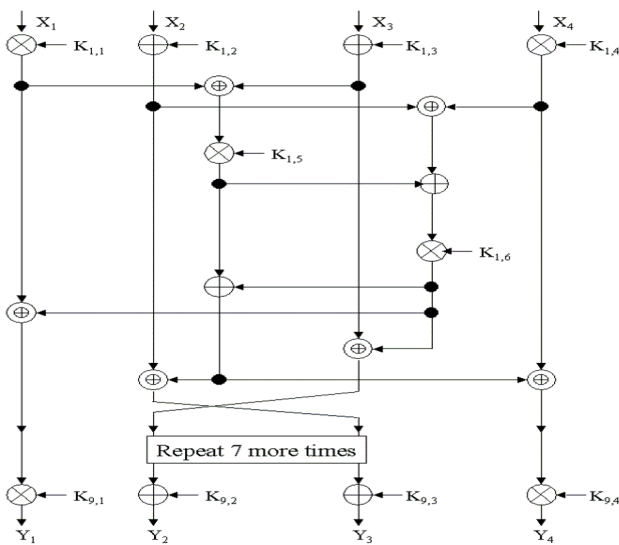 X₁ X₂ X₃ X₄
K₁,₁ K₁,₂ K₁,₃ K₁,₄
K₁,₅
K₁,₆
Repeat 7 more times
K₉,₁ K₉,₂ K₉,₃ K₉,₄
Y₁ Y₂ Y₃ Y₄